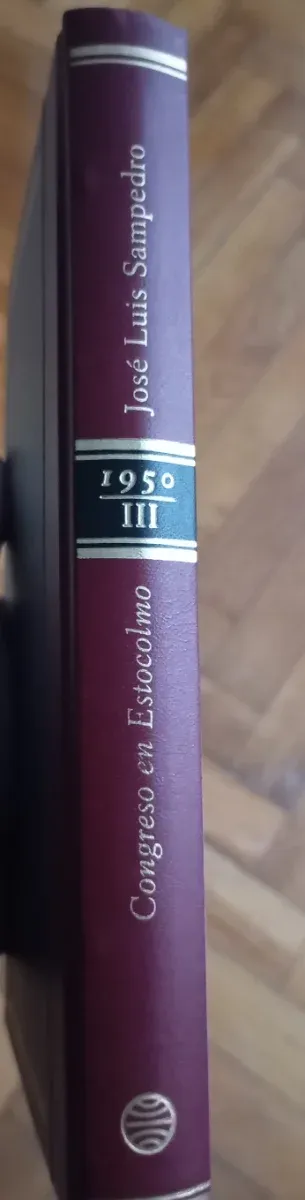 José Luis Sampedro
1950
III
Congreso en Estocolmo